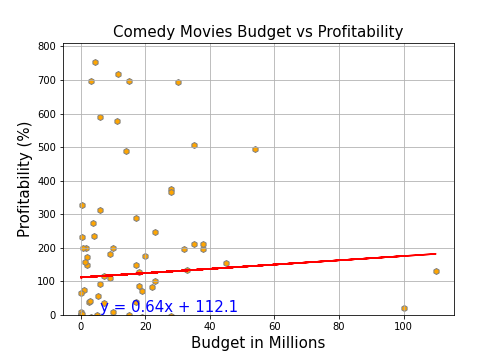 Comedy Movies Budget vs Profitability
800
700
600
500
400
300
200
100
0
Profitability (%)
y = 0.64x + 112.1
0 20 40 60 80 100
Budget in Millions